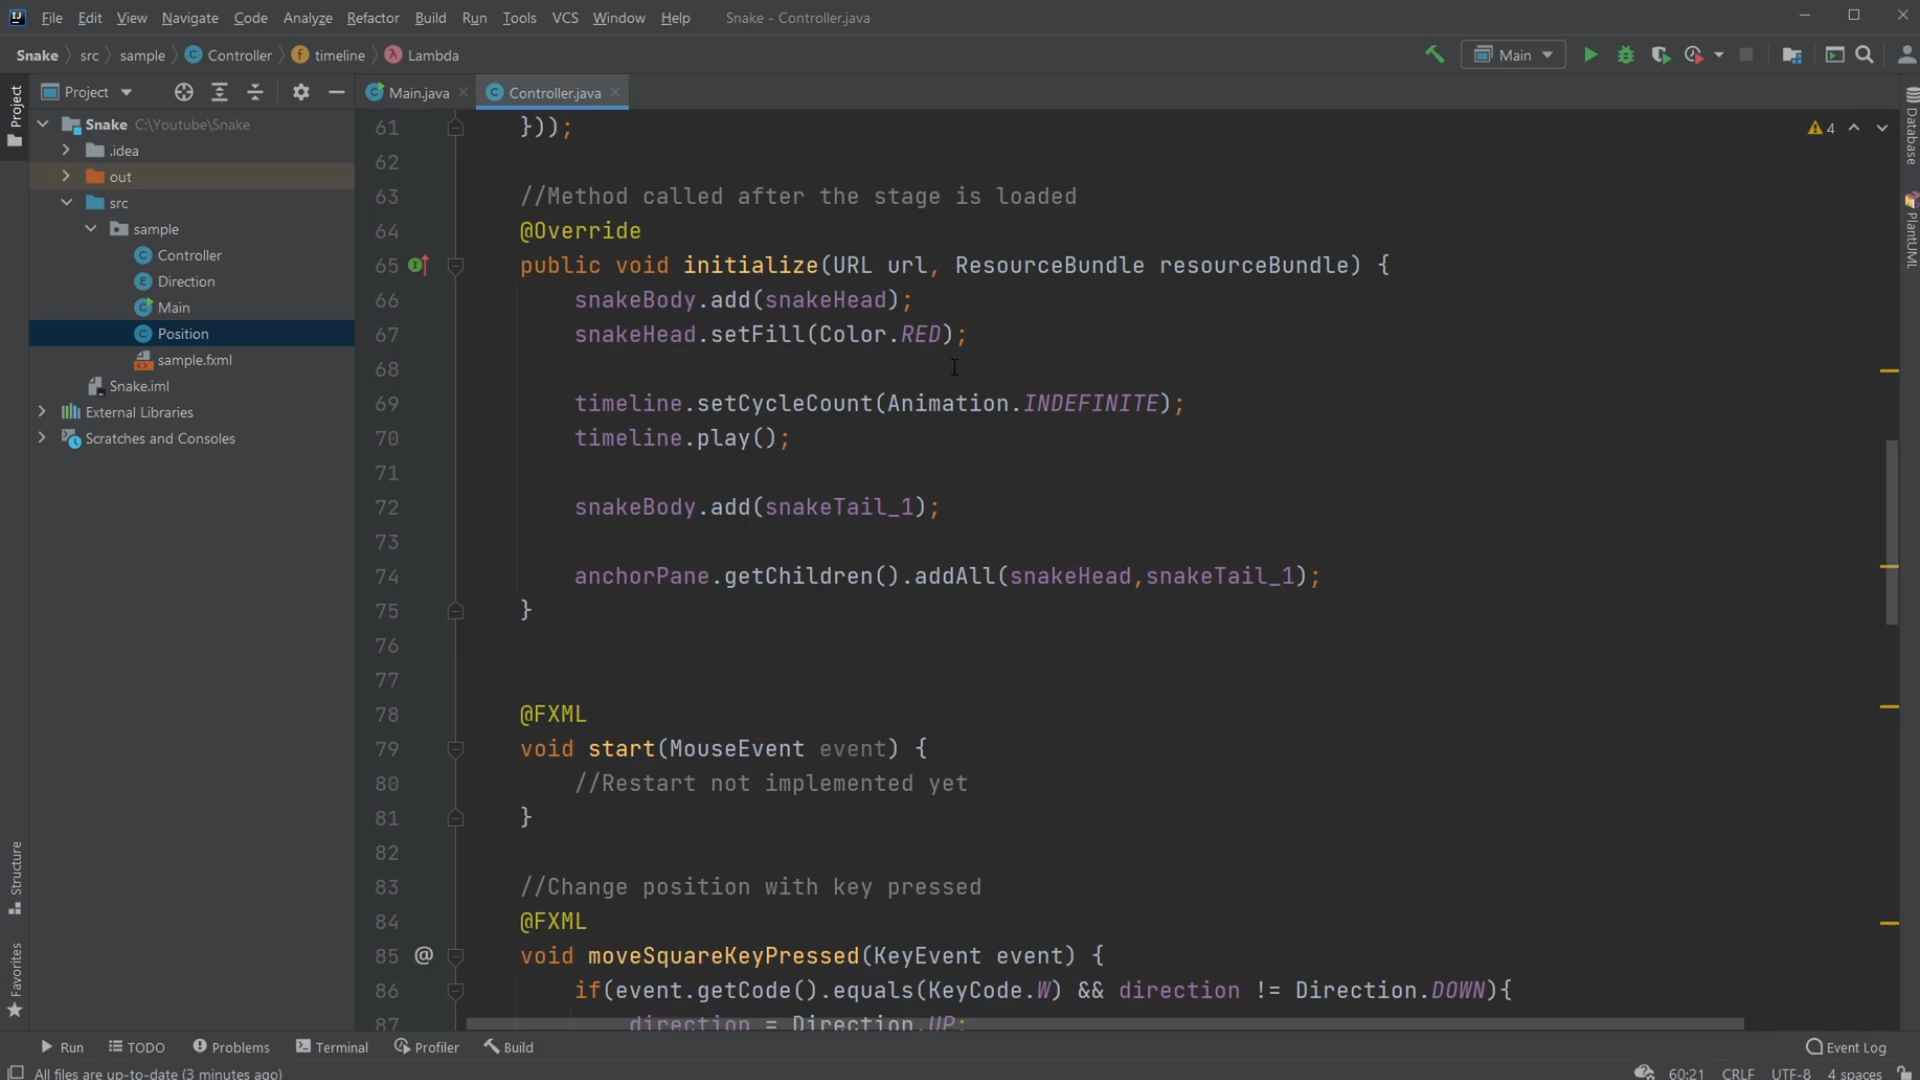 File Edit View Navigate Code Analyze Refactor Build Run Tools VCS Window Help Snake - Controller.java
Snake src sample Controller timeline Lambda Main
Project Main.java Controller.java
Snake C:\Youtube\Snake
.idea
out
src
sample
Controller
Direction
Main
Position
sample.fxml
Snake.iml
External Libraries
Scratches and Consoles
Project
Structure
Favorites
61 }));
62
63 //Method called after the stage is loaded
64 @Override
65 public void initialize(URL url, ResourceBundle resourceBundle) {
66 snakeBody.add(snakeHead);
67 snakeHead.setFill(Color.RED);
68
69 timeline.setCycleCount(Animation.INDEFINITE);
70 timeline.play();
71
72 snakeBody.add(snakeTail_1);
73
74 anchorPane.getChildren().addAll(snakeHead,snakeTail_1);
75 }
76
77
78 @FXML
79 void start(MouseEvent event) {
80 //Restart not implemented yet
81 }
82
83 //Change position with key pressed
84 @FXML
85 @ void moveSquareKeyPressed(KeyEvent event) {
86 if(event.getCode().equals(KeyCode.W) && direction != Direction.DOWN){
87 direction = Direction.UP;
4
Database
PlantUML
Run TODO Problems Terminal Profiler Build Event Log
All files are up-to-date (3 minutes ago) 60:21 CRLF UTF-8 4 spaces